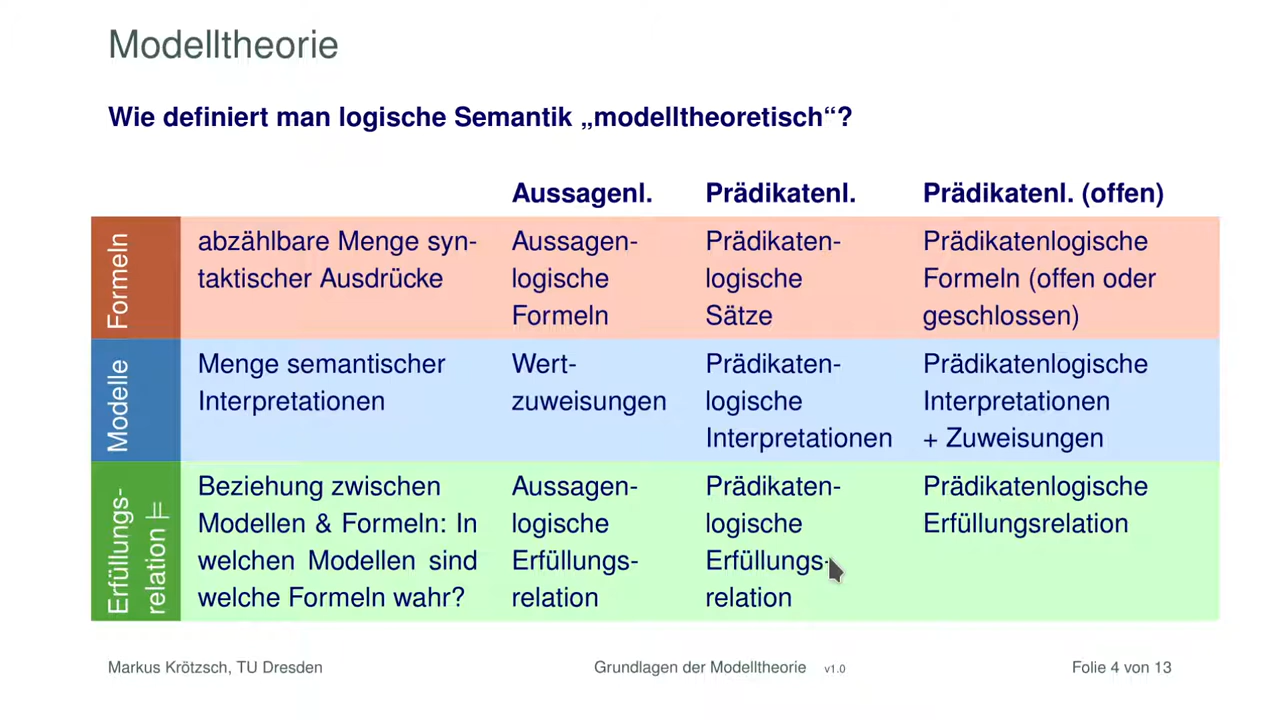 Modelltheorie
Wie definiert man logische Semantik „modelltheoretisch“?
Aussagenl. Prädikatenl. Prädikatenl. (offen)
Formeln
abzählbare Menge syn-
taktischer Ausdrücke
Aussagen-
logische
Formeln
Prädikaten-
logische
Sätze
Prädikatenlogische
Formeln (offen oder
geschlossen)
Modelle
Menge semantischer
Interpretationen
Wert-
zuweisungen
Prädikaten-
logische
Interpretationen
Prädikatenlogische
Interpretationen
+ Zuweisungen
Erfüllungs-
relation ⊨
Beziehung zwischen
Modellen & Formeln: In
welchen Modellen sind
welche Formeln wahr?
Aussagen-
logische
Erfüllungs-
relation
Prädikaten-
logische
Erfüllungs-
relation
Prädikatenlogische
Erfüllungsrelation
Markus Krötzsch, TU Dresden Grundlagen der Modelltheorie v1.0 Folie 4 von 13